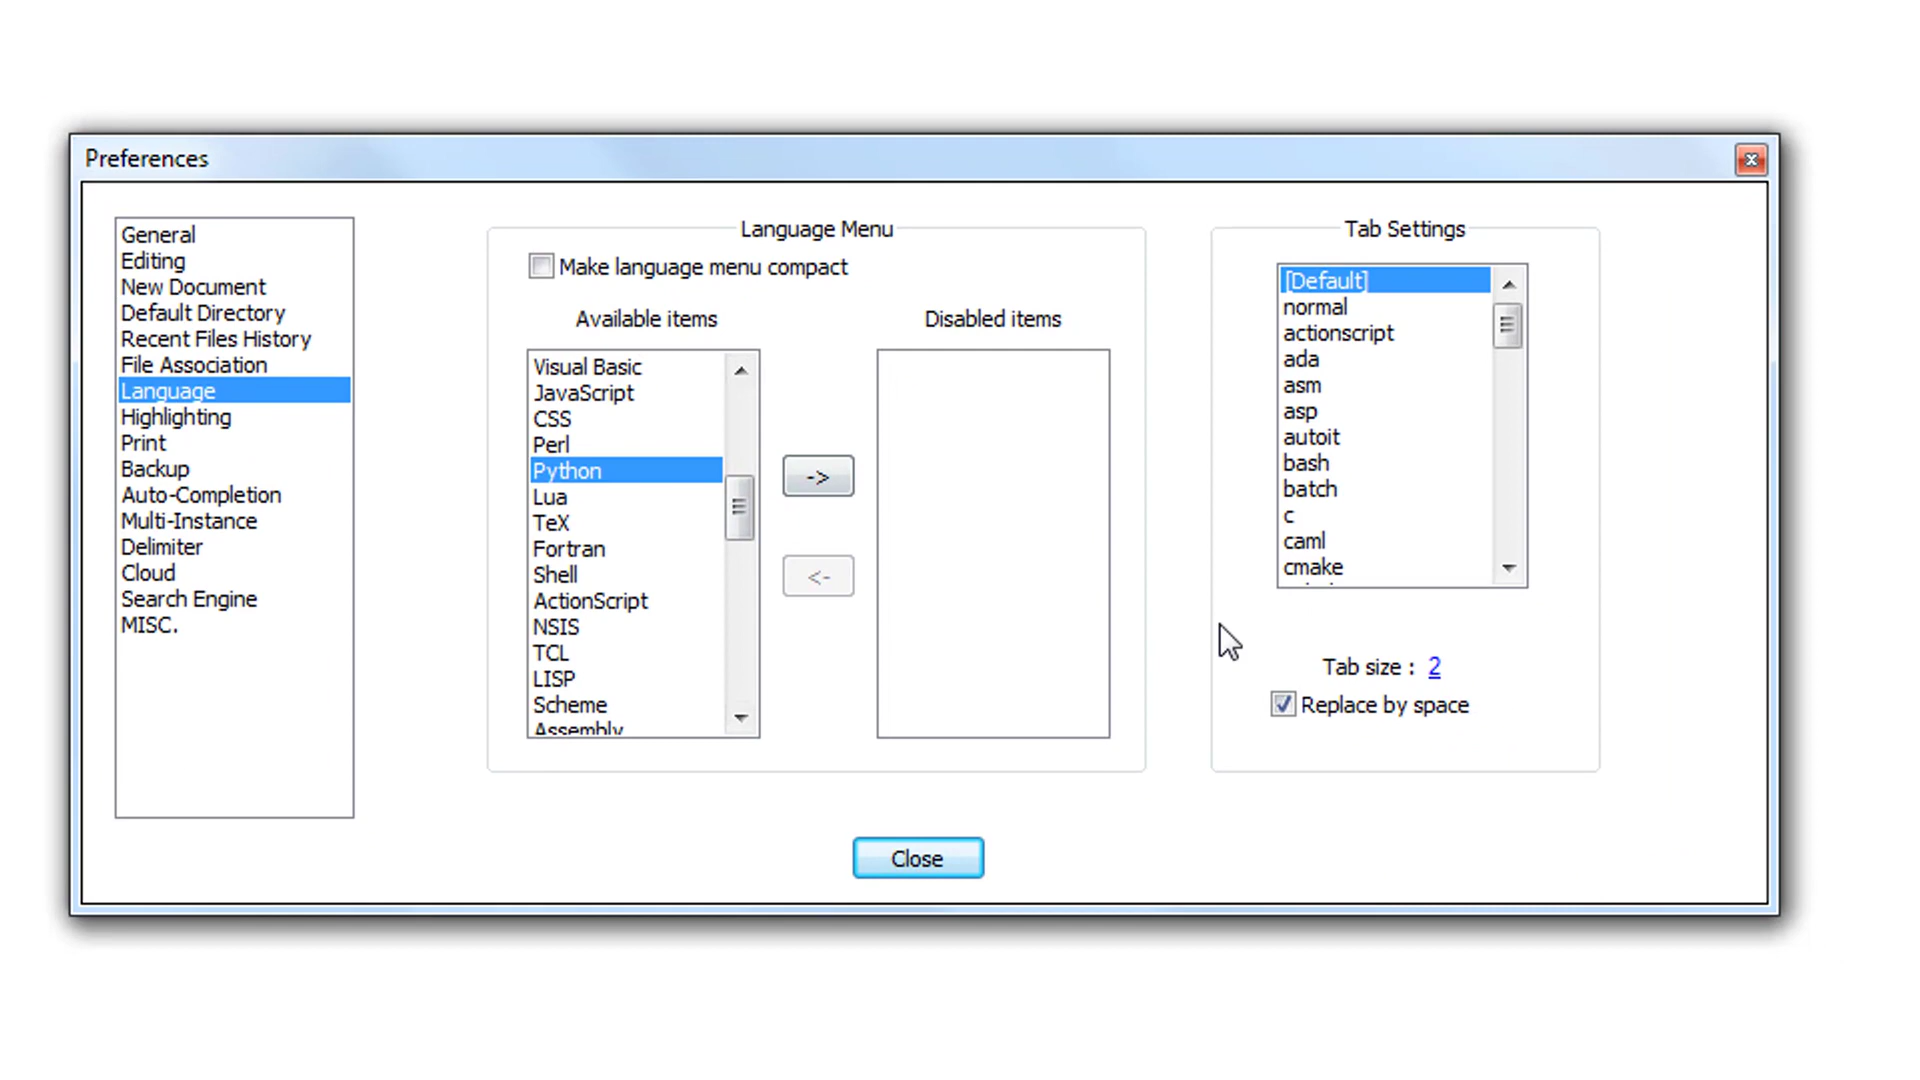 Preferences
x
General
Editing
New Document
Default Directory
Recent Files History
File Association
Language
Highlighting
Print
Backup
Auto-Completion
Multi-Instance
Delimiter
Cloud
Search Engine
MISC.
Language Menu
Make language menu compact
Available items
Disabled items
Visual Basic
JavaScript
CSS
Perl
Python
Lua
TeX
Fortran
Shell
ActionScript
NSIS
TCL
LISP
Scheme
Assembly
->
<-
Tab Settings
[Default]
normal
actionscript
ada
asm
asp
autoit
bash
batch
c
caml
cmake
Tab size : 2
Replace by space
Close